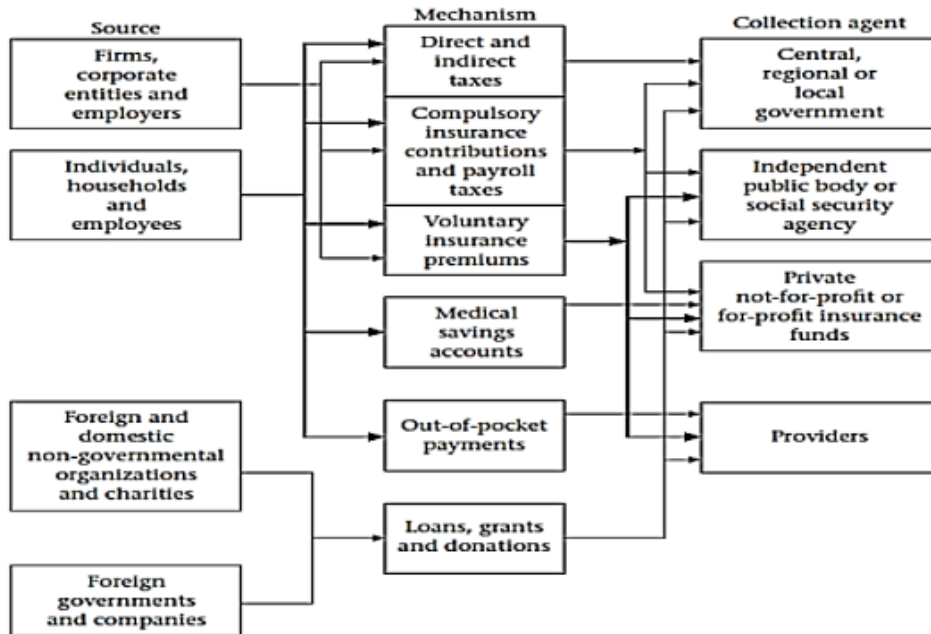 Source
Firms,
corporate
entities and
employers
Individuals,
households
and
employees
Foreign and
domestic
non-governmental
organizations
and charities
Foreign
governments
and companies
Mechanism
Direct and
indirect
taxes
Compulsory
insurance
contributions
and payroll
taxes
Voluntary
insurance
premiums
Medical
savings
accounts
Out-of-pocket
payments
Loans, grants
and donations
Collection agent
Central,
regional or
local
government
Independent
public body or
social security
agency
Private
not-for-profit or
for-profit insurance
funds
Providers